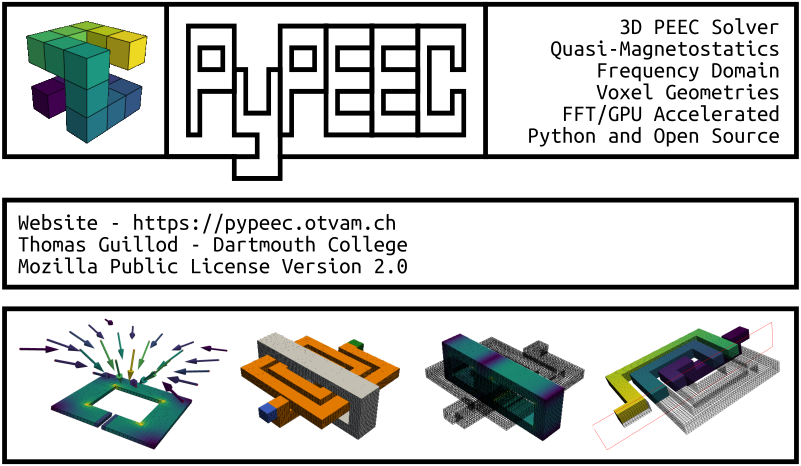 PyPEEC
3D PEEC Solver
Quasi-Magnetostatics
Frequency Domain
Voxel Geometries
FFT/GPU Accelerated
Python and Open Source
Website - https://pypeec.otvam.ch
Thomas Guillod - Dartmouth College
Mozilla Public License Version 2.0